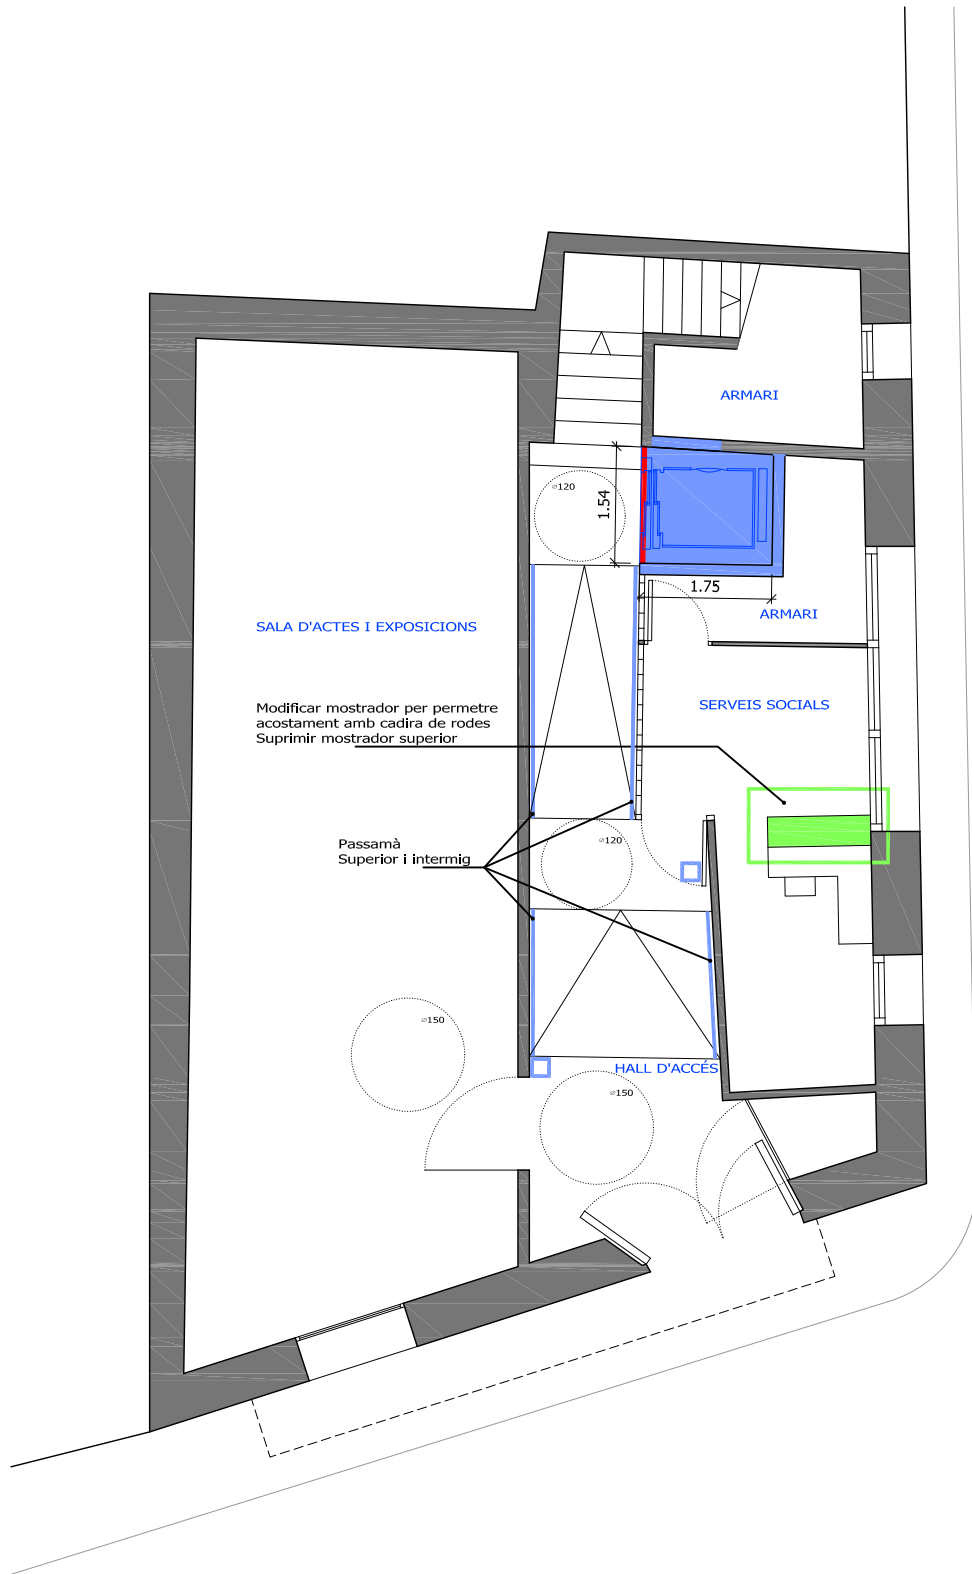 ARMARI
⌀120
1.54
1.75
ARMARI
SALA D'ACTES I EXPOSICIONS
SERVEIS SOCIALS
Modificar mostrador per permetre
acostament amb cadira de rodes
Suprimir mostrador superior
⌀120
Passamà
Superior i intermig
⌀150
HALL D'ACCÉS
⌀150